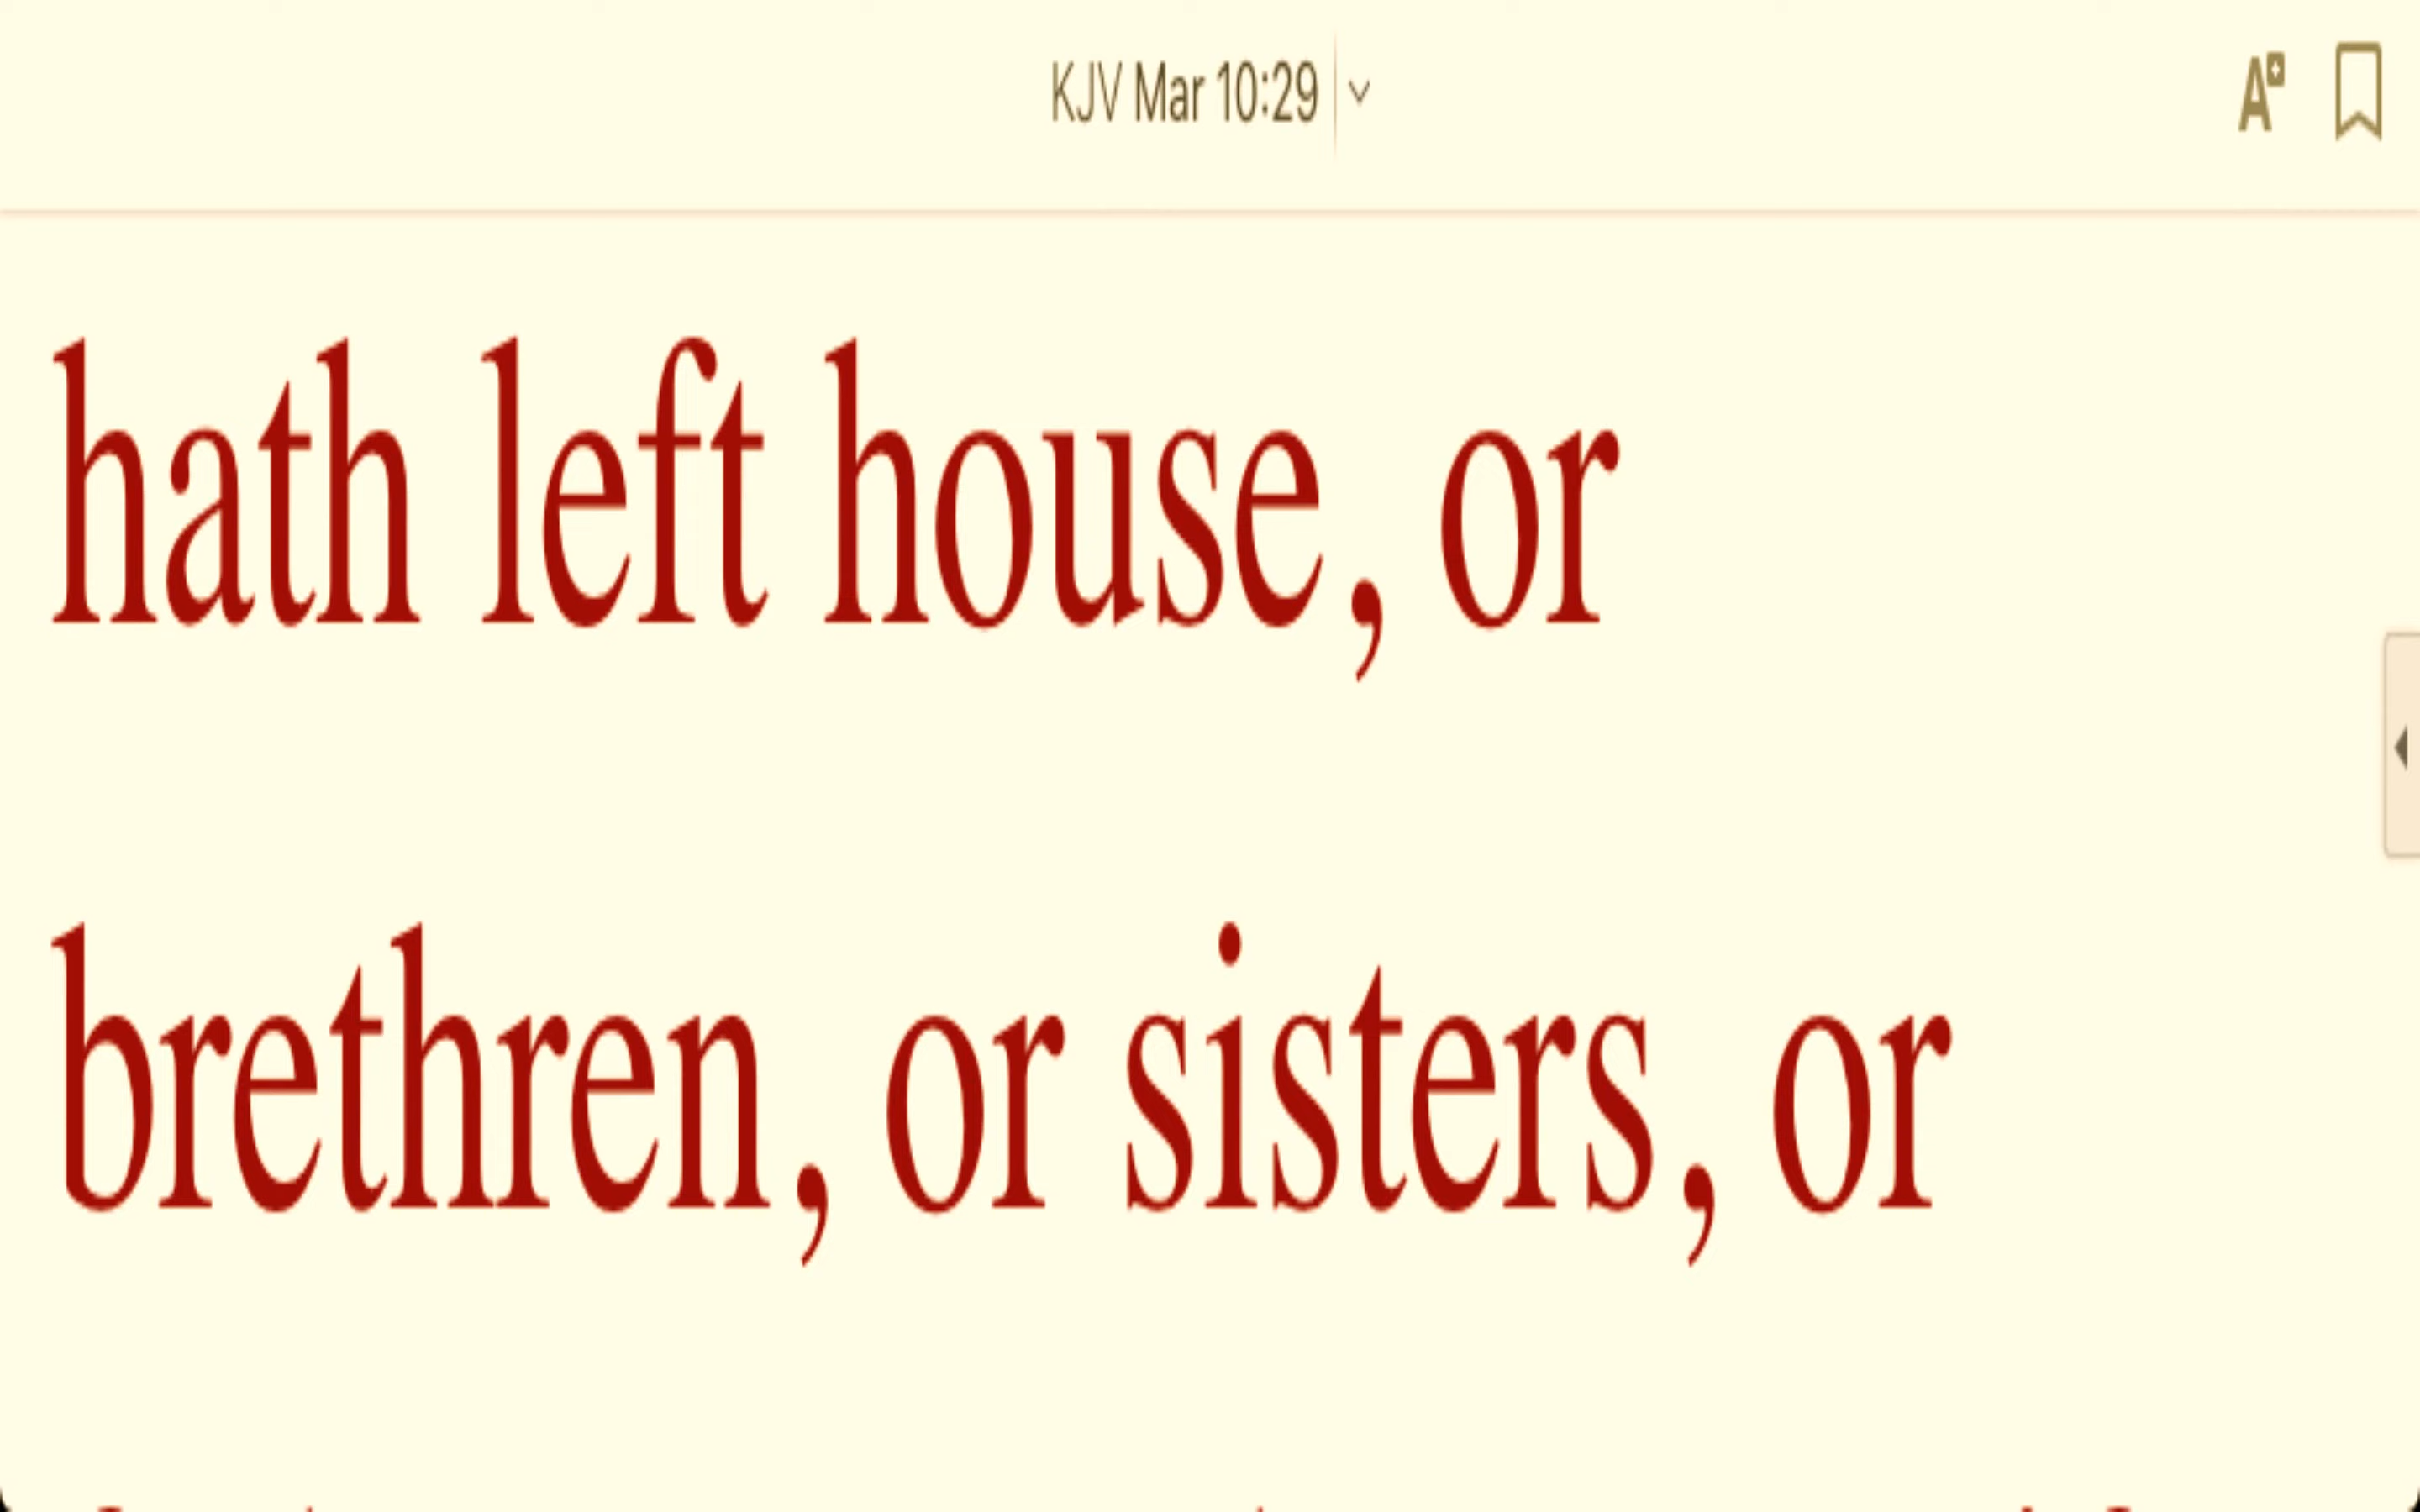 KJV Mar 10:29
hath left house, or
brethren, or sisters, or